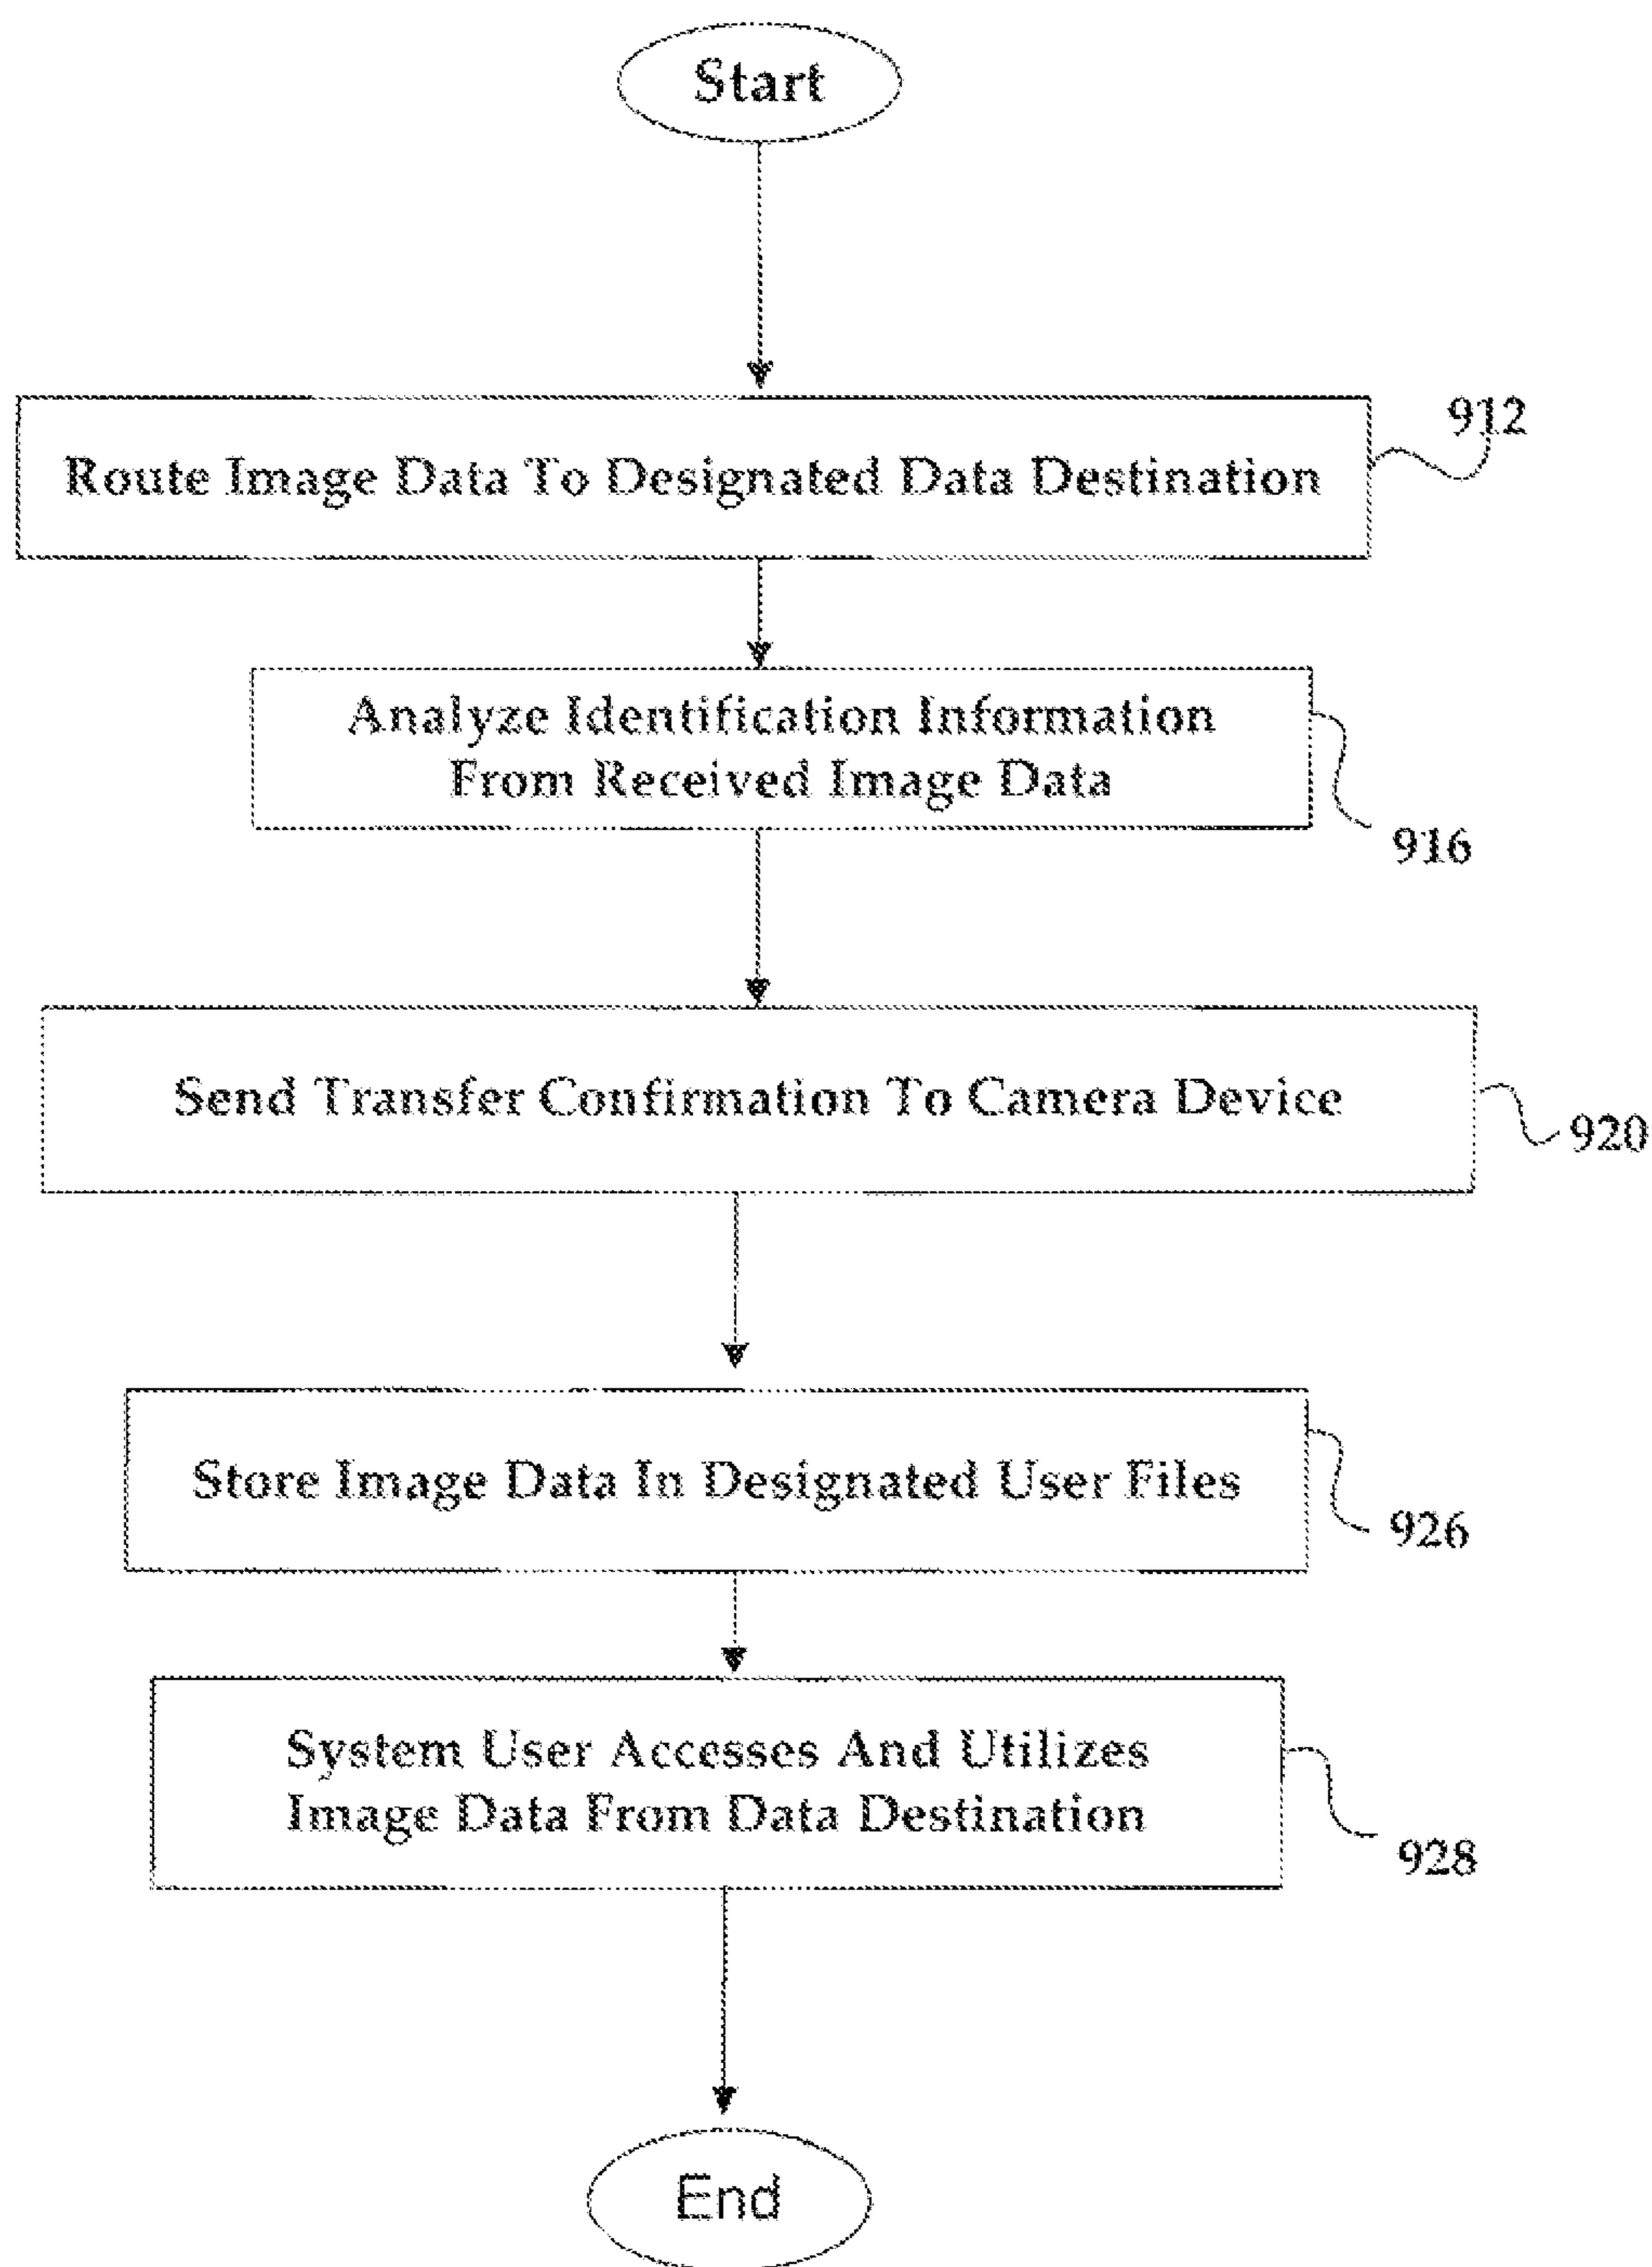 Start
912
Route Image Data To Designated Data Destination
Analyze Identification Information
From Received Image Data
916
Send Transfer Confirmation To Camera Device
920
Store Image Data In Designated User Files
926
System User Accesses And Utilizes
Image Data From Data Destination
928
End